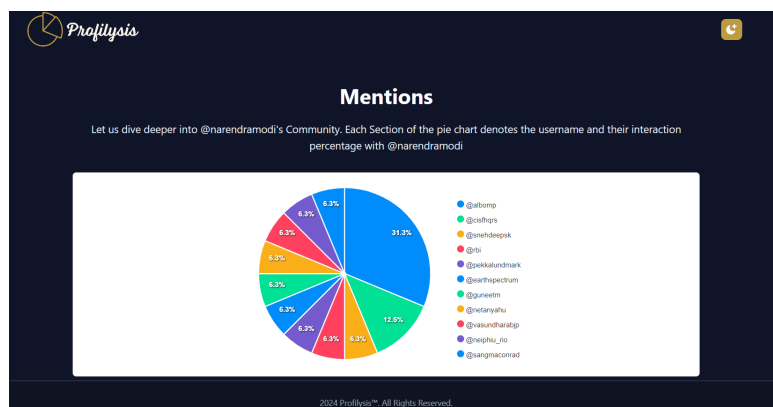 Profilysis
Mentions
Let us dive deeper into @narendramodi's Community. Each Section of the pie chart denotes the username and their interaction
percentage with @narendramodi
6.3%
31.3%
6.3%
6.3%
6.3%
6.3%
6.3%
6.3%
6.3%
6.3%
12.5%
@albomp
@cisfhqrs
@snehdeepsk
@rbi
@pekkalundmark
@earthspectrum
@guneetm
@netanyahu
@vasundharabjp
@neiphiu_rio
@sangmaconrad
2024 Profilysis™. All Rights Reserved.